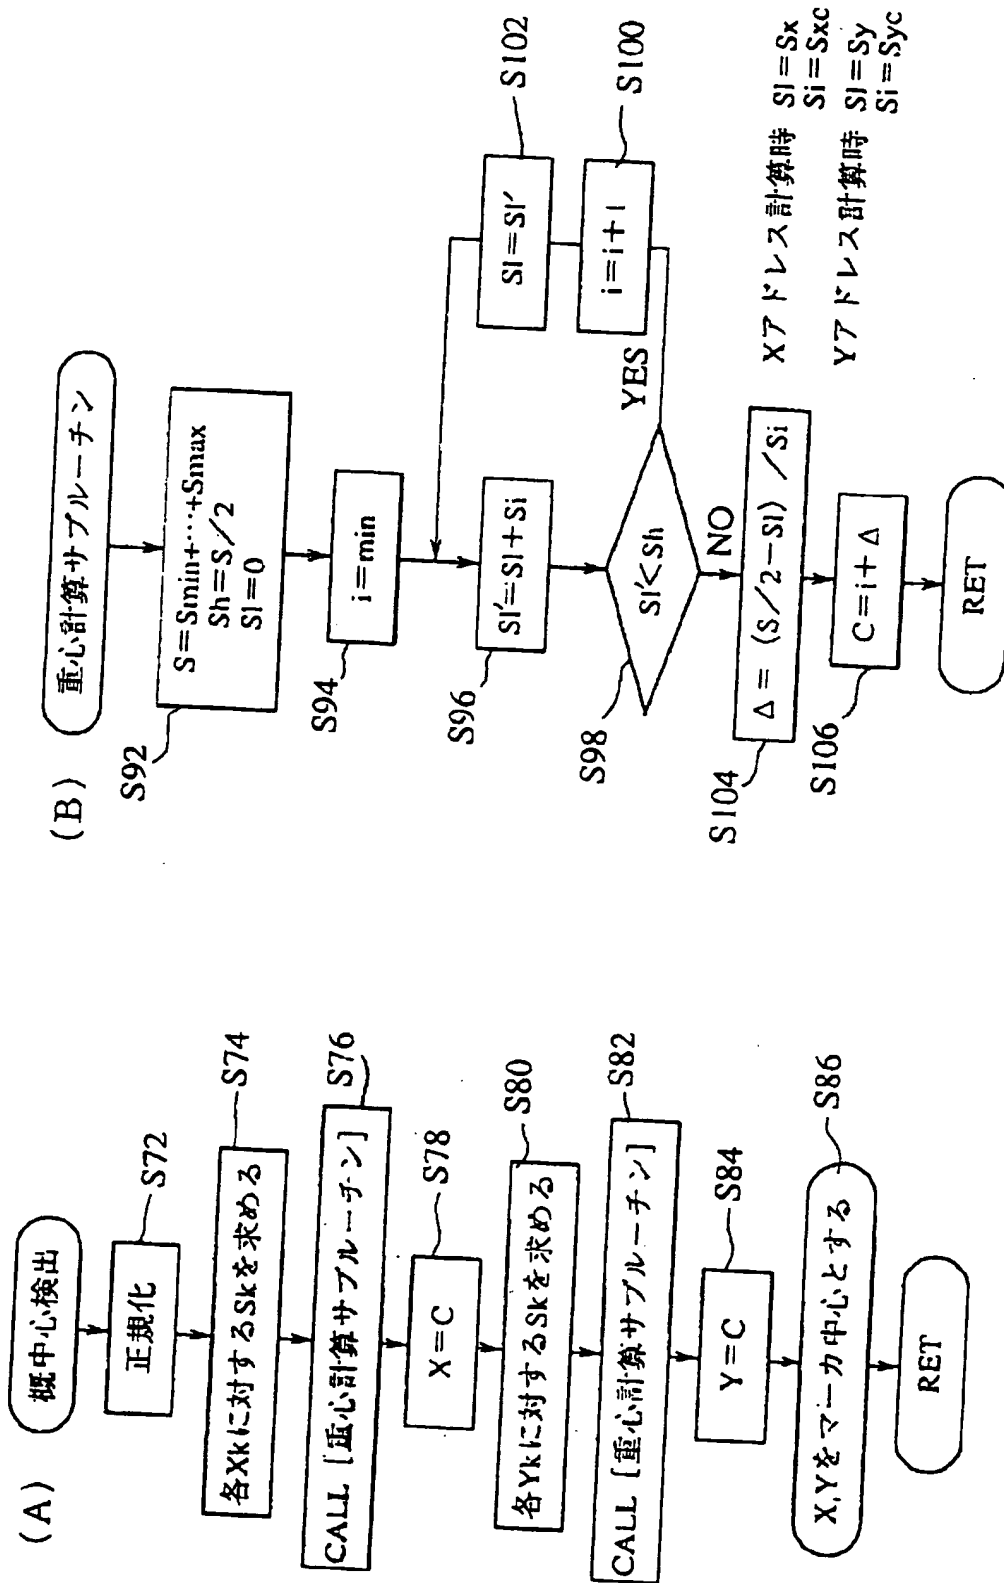 (A)
概中心検出
正規化
S72
各Xkに対するSkを求める
S74
CALL [重心計算サブルーチン]
S76
X=C
S78
各Ykに対するSkを求める
S80
CALL [重心計算サブルーチン]
S82
Y=C
S84
X,Yをマーカ中心とする
S86
RET
(B)
重心計算サブルーチン
S92
S=Smin+…+Smax
Sh=S/2
Sl=0
S94
i=min
S96
Sl'=Sl+Si
S98
Sl'<Sh
YES
NO
i=i+1
S100
Sl=Sl'
S102
S104
Δ=(S/2-Sl)/Si
S106
C=i+Δ
RET
Xアドレス計算時 Sl=Sx
Si=Sxc
Yアドレス計算時 Sl=Sy
Si=Syc